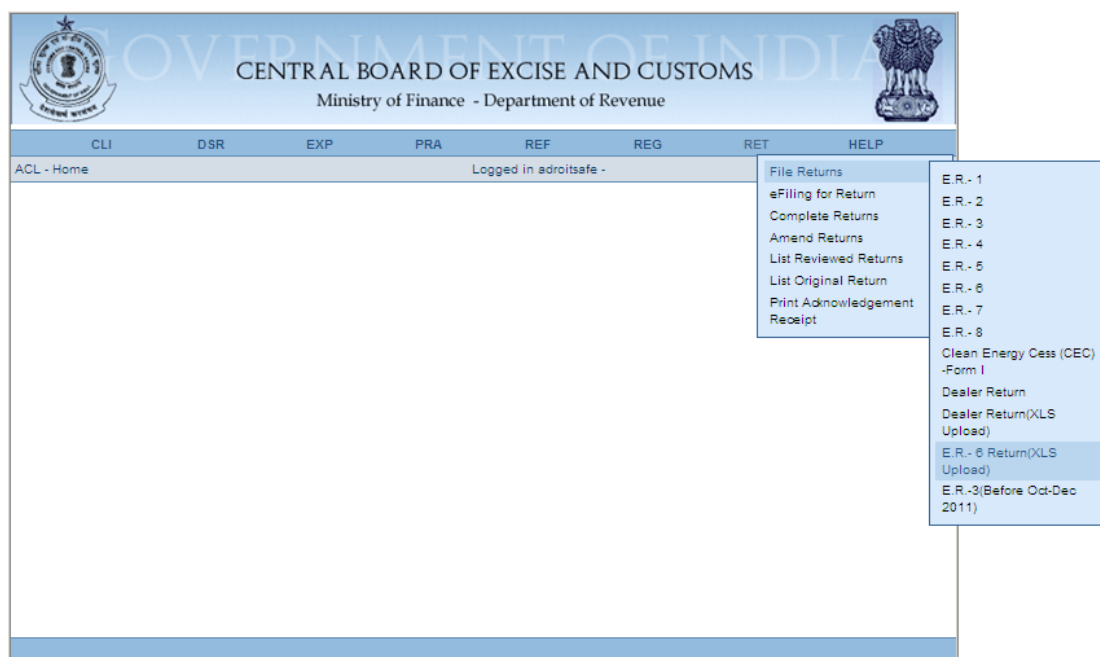 GOVERNMENT OF INDIA
CENTRAL BOARD OF EXCISE AND CUSTOMS
Ministry of Finance - Department of Revenue
CLI DSR EXP PRA REF REG RET HELP
ACL - Home Logged in adroitsafe -
File Returns
eFiling for Return
Complete Returns
Amend Returns
List Reviewed Returns
List Original Return
Print Adknowledgement
Receipt
E.R.- 1
E.R.- 2
E.R.- 3
E.R.- 4
E.R.- 5
E.R.- 6
E.R.- 7
E.R.- 8
Clean Energy Cess (CEC)
-Form I
Dealer Return
Dealer Return(XLS
Upload)
E.R.- 6 Return(XLS
Upload)
E.R.-3(Before Oct-Dec
2011)